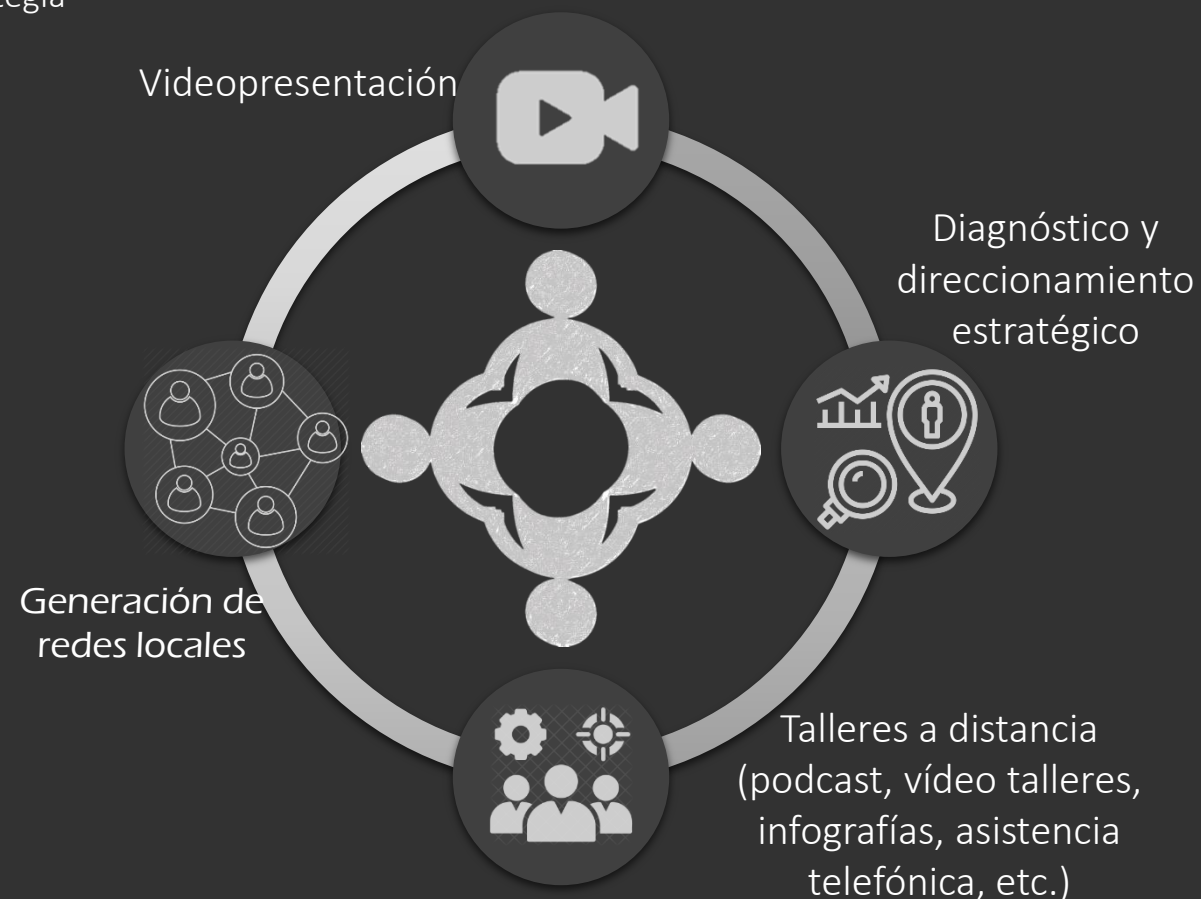 Videopresentación
Diagnóstico y
direccionamiento
estratégico
Generación de
redes locales
Talleres a distancia
(podcast, vídeo talleres,
infografías, asistencia
telefónica, etc.)